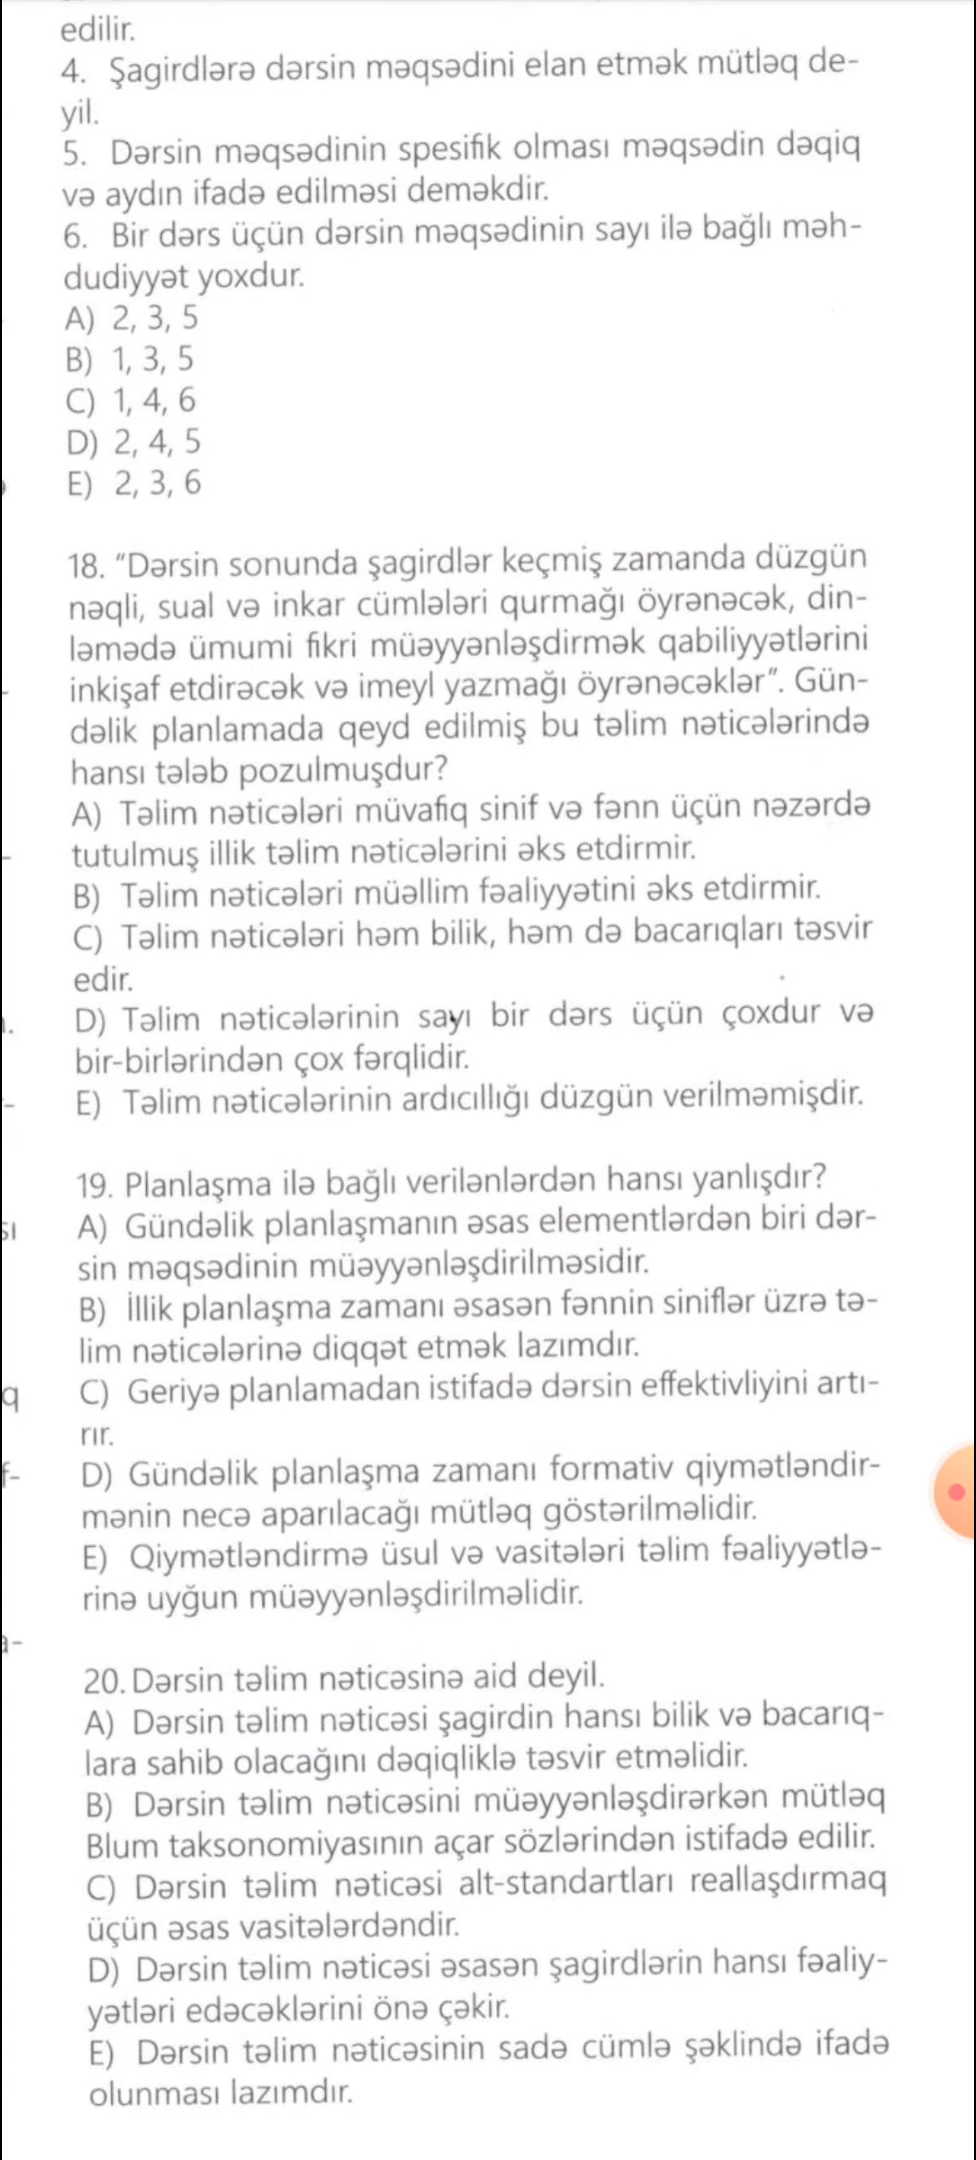 edilir.
4. Şagirdlərə dərsin məqsədini elan etmək mütləq de-
yil.
5. Dərsin məqsədinin spesifik olması məqsədin dəqiq
və aydın ifadə edilməsi deməkdir.
6. Bir dərs üçün dərsin məqsədinin sayı ilə bağlı məh-
dudiyyət yoxdur.
A) 2, 3, 5
B) 1, 3, 5
C) 1, 4, 6
D) 2, 4, 5
E) 2, 3, 6
18. "Dərsin sonunda şagirdlər keçmiş zamanda düzgün
nəqli, sual və inkar cümlələri qurmağı öyrənəcək, din-
ləmədə ümumi fikri müəyyənləşdirmək qabiliyyətlərini
inkişaf etdirəcək və imeyl yazmağı öyrənəcəklər". Gün-
dəlik planlamada qeyd edilmiş bu təlim nəticələrində
hansı tələb pozulmuşdur?
A) Təlim nəticələri müvafiq sinif və fənn üçün nəzərdə
tutulmuş illik təlim nəticələrini əks etdirmir.
B) Təlim nəticələri müəllim fəaliyyətini əks etdirmir.
C) Təlim nəticələri həm bilik, həm də bacarıqları təsvir
edir.
D) Təlim nəticələrinin sayı bir dərs üçün çoxdur və
bir-birlərindən çox fərqlidir.
E) Təlim nəticələrinin ardıcıllığı düzgün verilməmişdir.
19. Planlaşma ilə bağlı verilənlərdən hansı yanlışdır?
A) Gündəlik planlaşmanın əsas elementlərdən biri dər-
sin məqsədinin müəyyənləşdirilməsidir.
B) İllik planlaşma zamanı əsasən fənnin siniflər üzrə tə-
lim nəticələrinə diqqət etmək lazımdır.
C) Geriyə planlamadan istifadə dərsin effektivliyini artı-
rır.
D) Gündəlik planlaşma zamanı formativ qiymətləndir-
mənin necə aparılacağı mütləq göstərilməlidir.
E) Qiymətləndirmə üsul və vasitələri təlim fəaliyyətlə-
rinə uyğun müəyyənləşdirilməlidir.
20. Dərsin təlim nəticəsinə aid deyil.
A) Dərsin təlim nəticəsi şagirdin hansı bilik və bacarıq-
lara sahib olacağını dəqiqliklə təsvir etməlidir.
B) Dərsin təlim nəticəsini müəyyənləşdirərkən mütləq
Blum taksonomiyasının açar sözlərindən istifadə edilir.
C) Dərsin təlim nəticəsi alt-standartları reallaşdırmaq
üçün əsas vasitələrdəndir.
D) Dərsin təlim nəticəsi əsasən şagirdlərin hansı fəaliy-
yətləri edəcəklərini önə çəkir.
E) Dərsin təlim nəticəsinin sadə cümlə şəklində ifadə
olunması lazımdır.